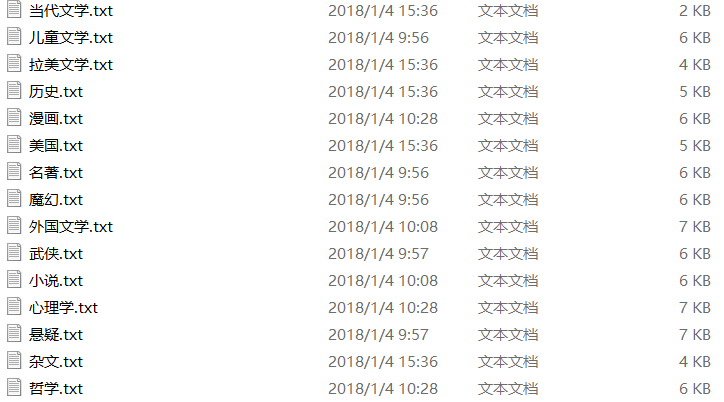 当代文学.txt 2018/1/4 15:36 文本文档 2 KB
儿童文学.txt 2018/1/4 9:56 文本文档 6 KB
拉美文学.txt 2018/1/4 15:36 文本文档 4 KB
历史.txt 2018/1/4 15:36 文本文档 5 KB
漫画.txt 2018/1/4 10:28 文本文档 6 KB
美国.txt 2018/1/4 15:36 文本文档 5 KB
名著.txt 2018/1/4 9:56 文本文档 6 KB
魔幻.txt 2018/1/4 9:56 文本文档 6 KB
外国文学.txt 2018/1/4 10:08 文本文档 7 KB
武侠.txt 2018/1/4 9:57 文本文档 6 KB
小说.txt 2018/1/4 10:08 文本文档 6 KB
心理学.txt 2018/1/4 10:28 文本文档 7 KB
悬疑.txt 2018/1/4 9:57 文本文档 7 KB
杂文.txt 2018/1/4 15:36 文本文档 4 KB
哲学.txt 2018/1/4 10:28 文本文档 6 KB